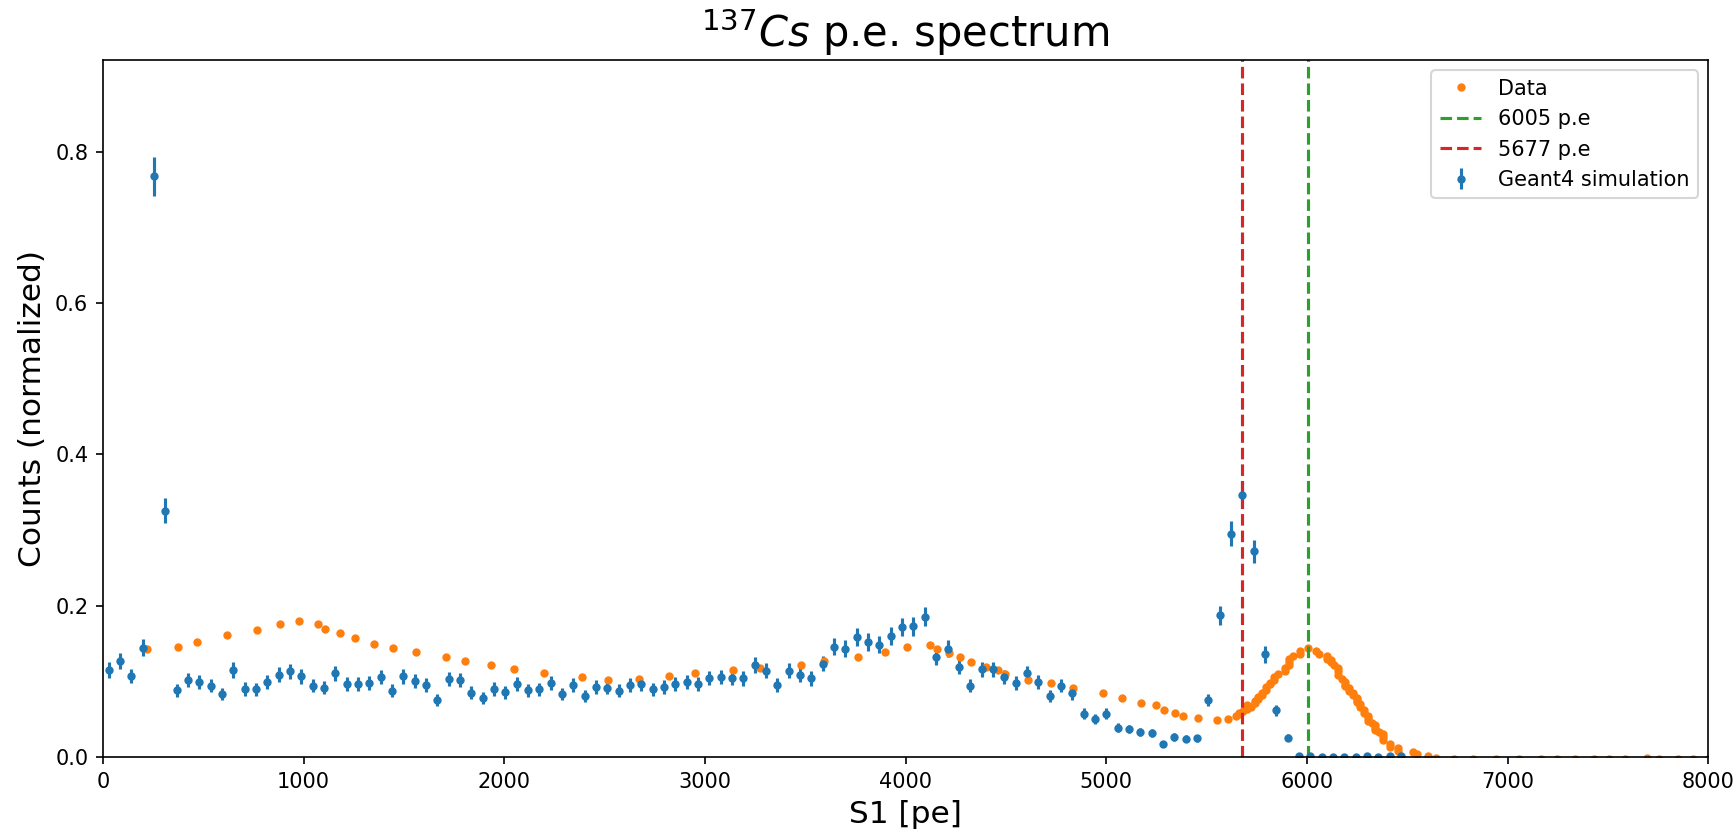 ¹³⁷Cs p.e. spectrum
Data
6005 p.e
5677 p.e
Geant4 simulation
Counts (normalized)
0.8
0.6
0.4
0.2
0.0
0 1000 2000 3000 4000 5000 6000 7000 8000
S1 [pe]